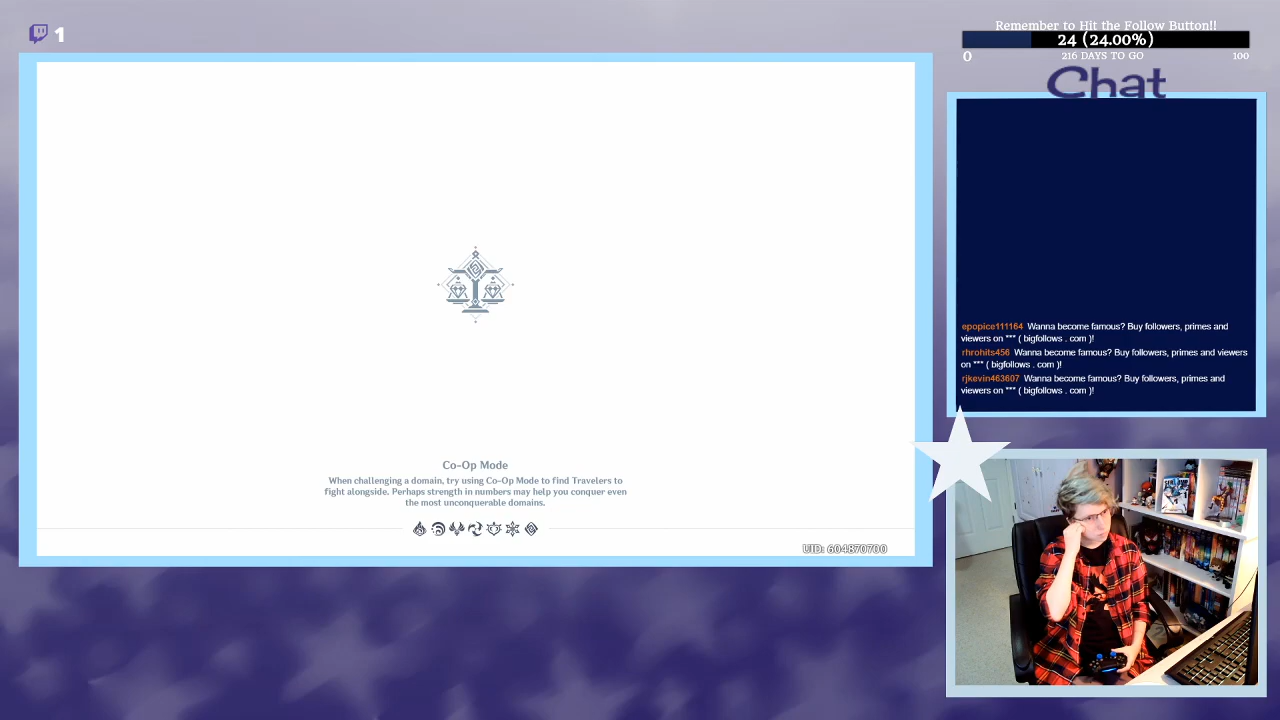 1
Remember to Hit the Follow Button!!
24 (24.00%)
0
216 DAYS TO GO
100
Chat
epopice111164 Wanna become famous? Buy followers, primes and
viewers on *** ( bigfollows . com )!
rhrohits456 Wanna become famous? Buy followers, primes and viewers
on *** ( bigfollows . com )!
rjkevin463607 Wanna become famous? Buy followers, primes and
viewers on *** ( bigfollows . com )!
Co-Op Mode
When challenging a domain, try using Co-Op Mode to find Travelers to
fight alongside. Perhaps strength in numbers may help you conquer even
the most unconquerable domains.
UID: 604870700